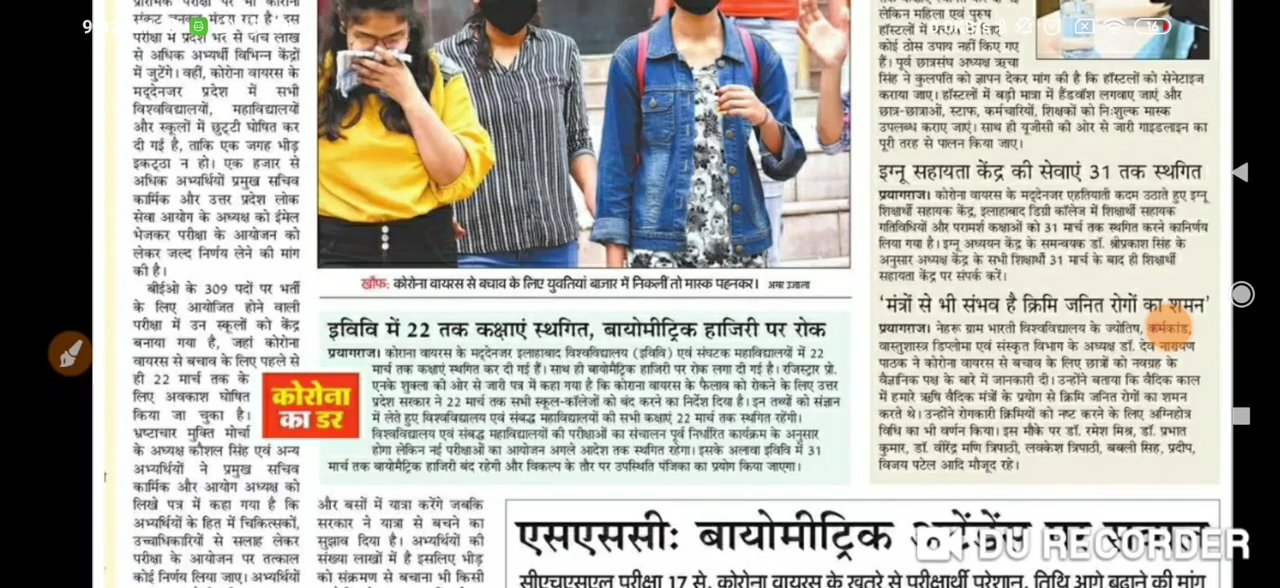 संकट
परीक्षा में प्रदेश भर से पांच लाख
से अधिक अभ्यर्थी विभिन्न केंद्रों
में जुटेंगे। वहीं, कोरोना वायरस के
मद्देनजर प्रदेश में सभी
विश्वविद्यालयों, महाविद्यालयों
और स्कूलों में छुट्टी घोषित कर
दी गई है, ताकि एक जगह भीड़
इकट्ठा न हो। एक हजार से
अधिक अभ्यर्थियों प्रमुख सचिव
कार्मिक और उत्तर प्रदेश लोक
सेवा आयोग के अध्यक्ष को ईमेल
भेजकर परीक्षा के आयोजन को
लेकर जल्द निर्णय लेने की मांग
की है।
बीईओ के 309 पदों पर भर्ती
के लिए आयोजित होने वाली
परीक्षा में उन स्कूलों को केंद्र
बनाया गया है, जहां कोरोना
वायरस से बचाव के लिए पहले से
ही 22 मार्च तक के
लिए अवकाश घोषित
किया जा चुका है।
भ्रष्टाचार मुक्ति मोर्चा
के अध्यक्ष कौशल सिंह एवं अन्य
अभ्यर्थियों ने प्रमुख सचिव
कार्मिक और आयोग अध्यक्ष को
लिखे पत्र में कहा गया है कि
अभ्यर्थियों के हित में चिकित्सकों,
उच्चाधिकारियों से सलाह लेकर
परीक्षा के आयोजन पर तत्काल
कोई निर्णय लिया जाए। अभ्यर्थियों
कोरोना
का डर
खौफ: कोरोना वायरस से बचाव के लिए युवतियां बाजार में निकलीं तो मास्क पहनकर। अमर उजाला
इविवि में 22 तक कक्षाएं स्थगित, बायोमीट्रिक हाजिरी पर रोक
प्रयागराज। कोराना वायरस के मद्देनजर इलाहाबाद विश्वविद्यालय (इविवि) एवं संघटक महाविद्यालयों में 22
मार्च तक कक्षाएं स्थगित कर दी गई हैं। साथ ही बायोमीट्रिक हाजिरी पर रोक लगा दी गई है। रजिस्ट्रार प्रो.
एनके शुक्ला की ओर से जारी पत्र में कहा गया है कि कोराना वायरस के फैलाव को रोकने के लिए उत्तर
प्रदेश सरकार ने 22 मार्च तक सभी स्कूल-कॉलेजों को बंद करने का निर्देश दिया है। इन तथ्यों को संज्ञान
में लेते हुए विश्वविद्यालय एवं संबद्ध महाविद्यालयों की सभी कक्षाएं 22 मार्च तक स्थगित रहेंगी।
विश्वविद्यालय एवं संबद्ध महाविद्यालयों की परीक्षाओं का संचालन पूर्व निर्धारित कार्यक्रम के अनुसार
होगा लेकिन नई परीक्षाओं का आयोजन अगले आदेश तक स्थगित रहेगा। इसके अलावा इविवि में 31
मार्च तक बायोमैट्रिक हाजिरी बंद रहेगी और विकल्प के तौर पर उपस्थिति पंजिका का प्रयोग किया जाएगा।
और बसों में यात्रा करेंगे जबकि
सरकार ने यात्रा से बचने का
सुझाव दिया है। अभ्यर्थियों की
संख्या लाखों में है इसलिए भीड़
को संक्रमण से बचाना भी किसी
लेकिन महिला एवं पुरुष
हॉस्टलों में
कोई ठोस उपाय नहीं किए गए
हैं। पूर्व छात्रसंघ अध्यक्ष ऋचा
सिंह ने कुलपति को ज्ञापन देकर मांग की है कि हॉस्टलों को सेनेटाइज
कराया जाए। हॉस्टलों में बड़ी मात्रा में हैंडवॉश लगवाए जाएं और
छात्र-छात्राओं, स्टाफ, कर्मचारियों, शिक्षकों को नि:शुल्क मास्क
उपलब्ध कराए जाएं। साथ ही यूजीसी की ओर से जारी गाइडलाइन का
पूरी तरह से पालन किया जाए।
इग्नू सहायता केंद्र की सेवाएं 31 तक स्थगित
प्रयागराज। कोरोना वायरस के मद्देनजर एहतियाती कदम उठाते हुए इग्नू
शिक्षार्थी सहायक केंद्र, इलाहाबाद डिग्री कॉलेज में शिक्षार्थी सहायक
गतिविधियों और परामर्श कक्षाओं को 31 मार्च तक स्थगित करने कानिर्णय
लिया गया है। इग्नू अध्ययन केंद्र के समन्वयक डॉ. श्रीप्रकाश सिंह के
अनुसार अध्यक्ष केंद्र के सभी शिक्षार्थी 31 मार्च के बाद ही शिक्षार्थी
सहायता केंद्र पर संपर्क करें।
'मंत्रों से भी संभव है क्रिमि जनित रोगों का शमन'
प्रयागराज। नेहरू ग्राम भारती विश्वविद्यालय के ज्योतिष, कर्मकांड,
वास्तुशास्त्र डिप्लोमा एवं संस्कृत विभाग के अध्यक्ष डॉ. देव नारायण
पाठक ने कोरोना वायरस से बचाव के लिए छात्रों को नवग्रह के
वैज्ञानिक पक्ष के बारे में जानकारी दी। उन्होंने बताया कि वैदिक काल
में हमारे ऋषि वैदिक मंत्रों के प्रयोग से क्रिमि जनित रोगों का शमन
करते थे। उन्होंने रोगकारी क्रिमियों को नष्ट करने के लिए अग्निहोत्र
विधि का भी वर्णन किया। इस मौके पर डॉ. रमेश मिश्र, डॉ. प्रभात
कुमार, डॉ. वीरेंद्र मणि त्रिपाठी, लवकेश त्रिपाठी, बबली सिंह, प्रदीप,
विजय पटेल आदि मौजूद रहे।
एसएससी: बायोमीट्रिक
सीएचएसएल परीक्षा 17 से, कोरोना वायरस के खतरे से परीक्षार्थी परेशान, तिथि आगे बढ़ाने की मांग
16
DU RECORDER